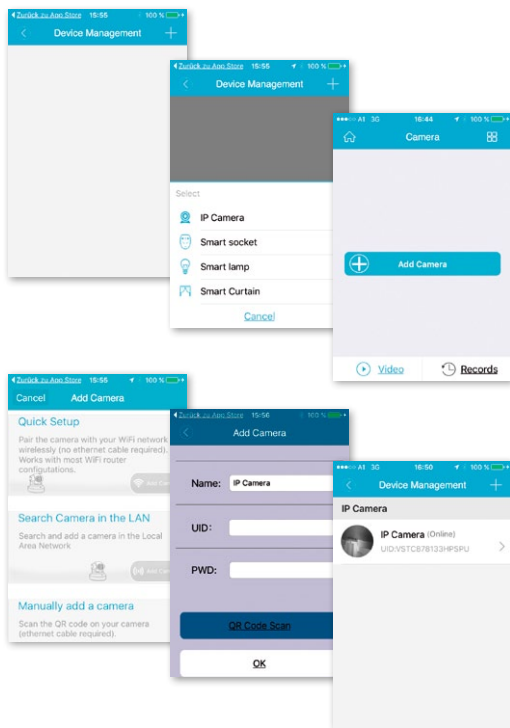 Zurück zu App Store 15:55 100 %
Device Management
Zurück zu App Store 15:55 100 %
Device Management
Select
IP Camera
Smart socket
Smart lamp
Smart Curtain
Cancel
A1 3G 16:44 100 %
Camera
Add Camera
Video
Records
Zurück zu App Store 15:55 100 %
Cancel Add Camera
Quick Setup
Pair the camera with your WiFi network
wirelessly (no ethernet cable required).
Works with most WiFi router
configutations.
Add Cam
Search Camera in the LAN
Search and add a camera in the Local
Area Network
Add Cam
Manually add a camera
Scan the QR code on your camera
(ethernet cable required).
Zurück zu App Store 15:56 100 %
Add Camera
Name: IP Camera
UID:
PWD:
QR Code Scan
OK
A1 3G 16:50 100 %
Device Management
IP Camera
IP Camera (Online)
UID:VSTC678133HPSPU